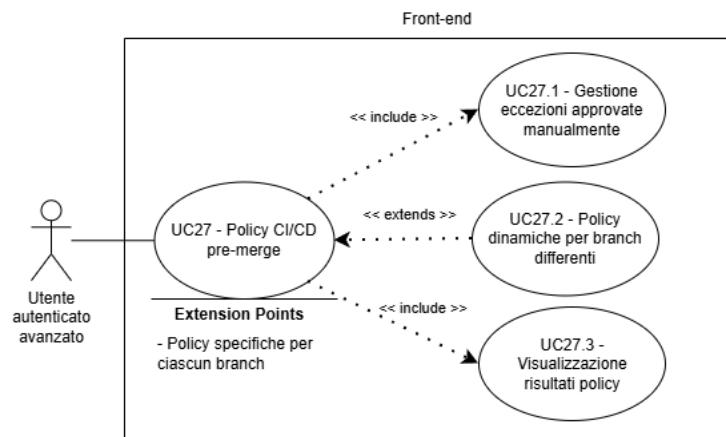 Front-end
UC27.1 - Gestione
eccezioni approvate
manualmente
<< include >>
<< extends >>
UC27 - Policy CI/CD
pre-merge
UC27.2 - Policy
dinamiche per branch
differenti
Utente
autenticato
avanzato
Extension Points
- Policy specifiche per
ciascun branch
<< include >>
UC27.3 -
Visualizzazione
risultati policy